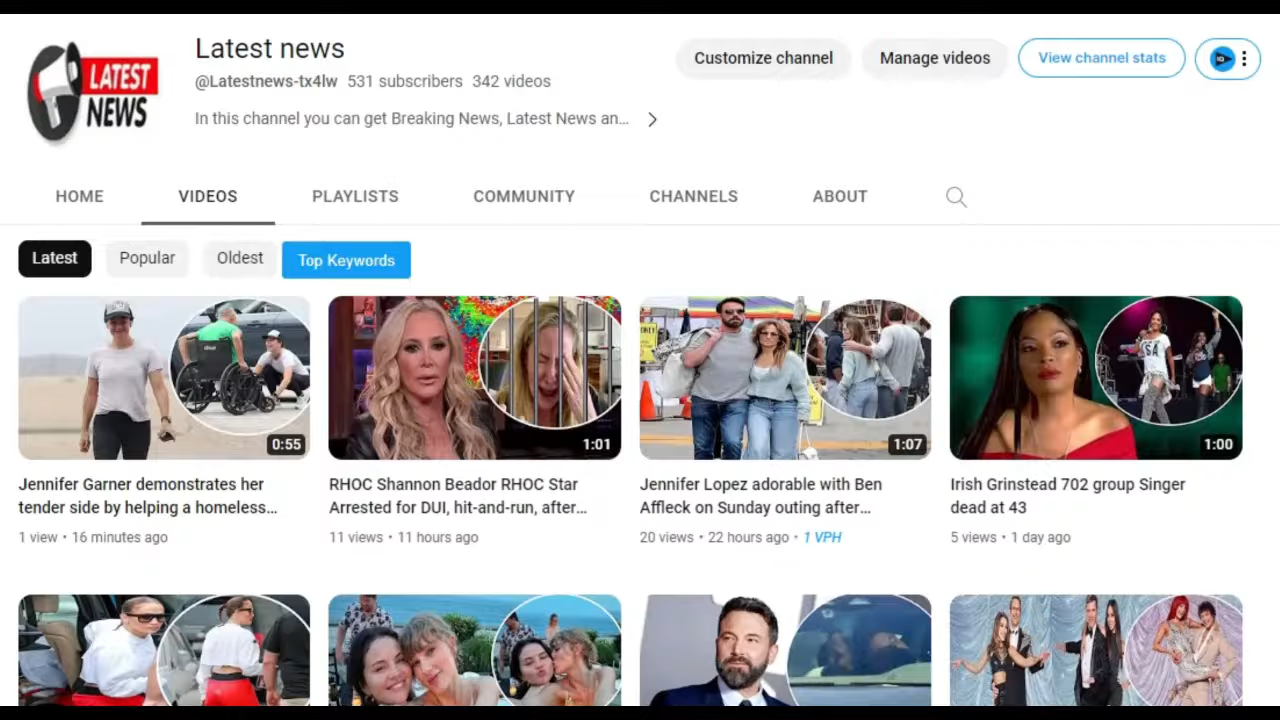 LATEST
NEWS
Latest news
@Latestnews-tx4lw 531 subscribers 342 videos
In this channel you can get Breaking News, Latest News an...
Customize channel
Manage videos
View channel stats
HOME
VIDEOS
PLAYLISTS
COMMUNITY
CHANNELS
ABOUT
Latest
Popular
Oldest
Top Keywords
0:55
1:01
1:07
1:00
Jennifer Garner demonstrates her
tender side by helping a homeless...
1 view • 16 minutes ago
RHOC Shannon Beador RHOC Star
Arrested for DUI, hit-and-run, after...
11 views • 11 hours ago
Jennifer Lopez adorable with Ben
Affleck on Sunday outing after...
20 views • 22 hours ago • 1 VPH
Irish Grinstead 702 group Singer
dead at 43
5 views • 1 day ago